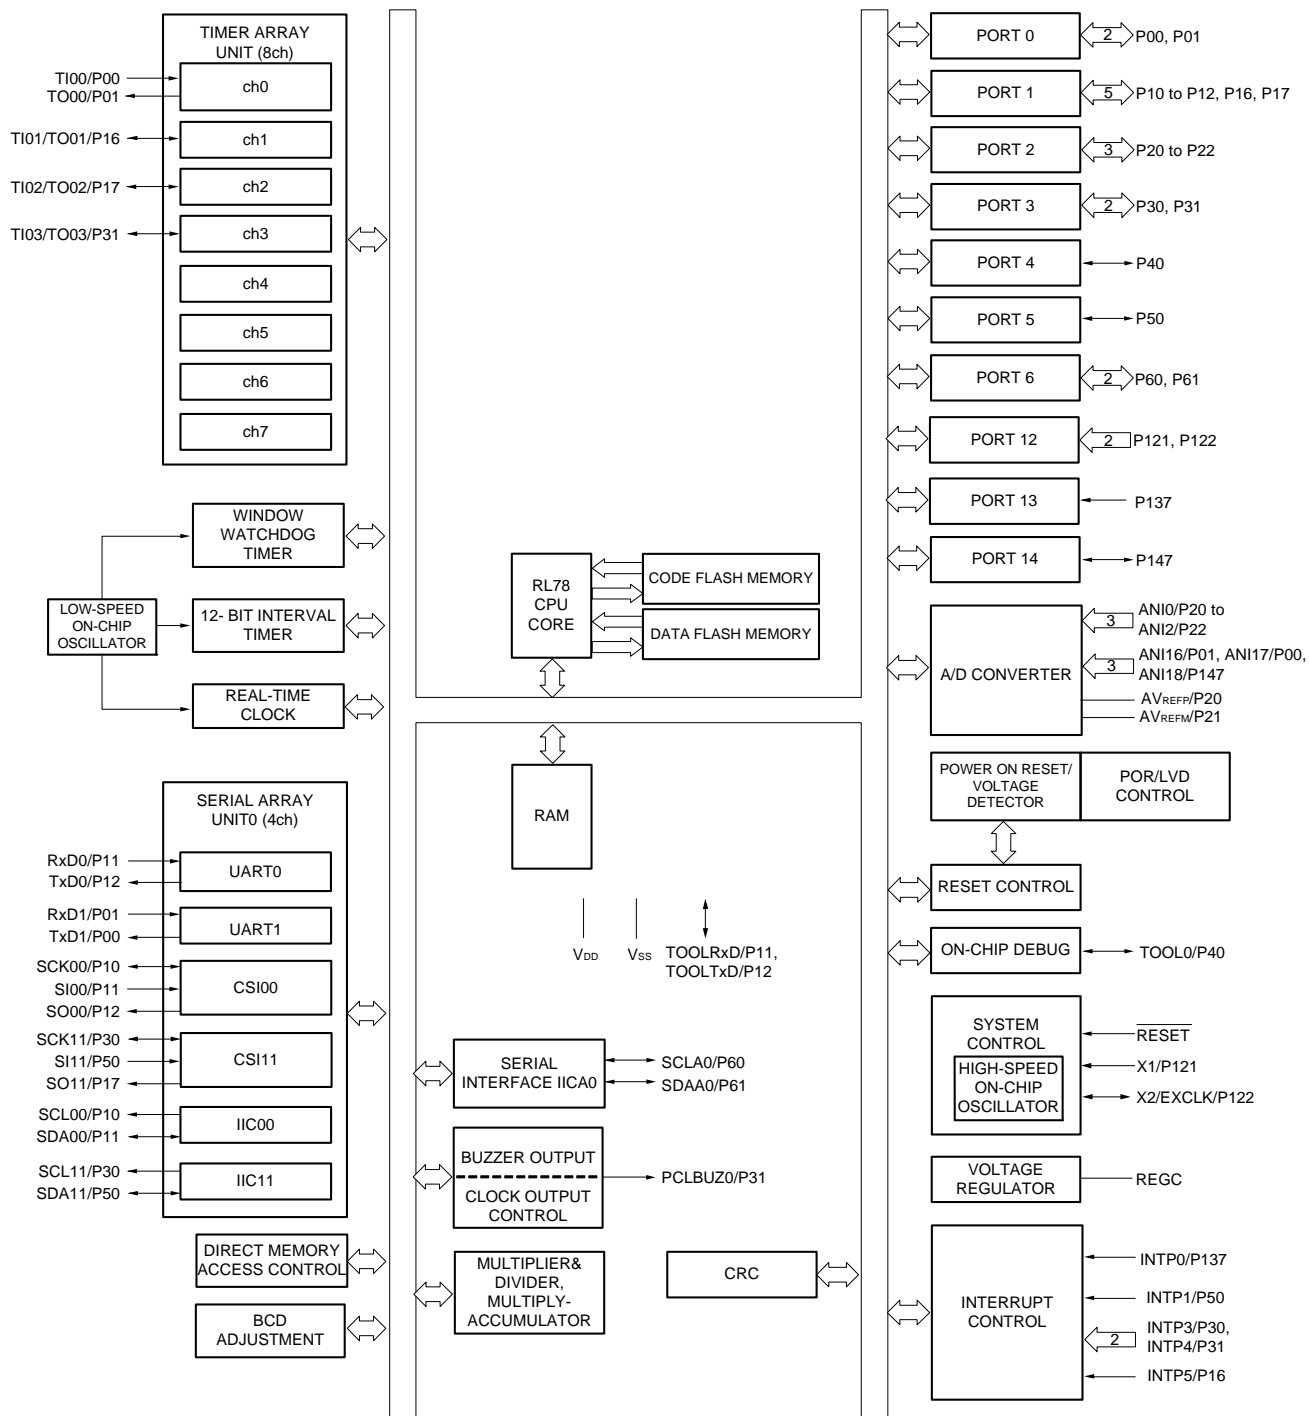 TIMER ARRAY
UNIT (8ch)
TI00/P00
TO00/P01
ch0
TI01/TO01/P16
ch1
TI02/TO02/P17
ch2
TI03/TO03/P31
ch3
ch4
ch5
ch6
ch7
WINDOW
WATCHDOG
TIMER
LOW-SPEED
ON-CHIP
OSCILLATOR
12- BIT INTERVAL
TIMER
REAL-TIME
CLOCK
SERIAL ARRAY
UNIT0 (4ch)
RxD0/P11
TxD0/P12
UART0
RxD1/P01
TxD1/P00
UART1
SCK00/P10
SI00/P11
SO00/P12
CSI00
SCK11/P30
SI11/P50
SO11/P17
CSI11
SCL00/P10
SDA00/P11
IIC00
SCL11/P30
SDA11/P50
IIC11
DIRECT MEMORY
ACCESS CONTROL
BCD
ADJUSTMENT
RL78
CPU
CORE
CODE FLASH MEMORY
DATA FLASH MEMORY
RAM
VDD
VSS
TOOLRxD/P11,
TOOLTxD/P12
SERIAL
INTERFACE IICA0
SCLA0/P60
SDAA0/P61
BUZZER OUTPUT
CLOCK OUTPUT
CONTROL
PCLBUZ0/P31
MULTIPLIER&
DIVIDER,
MULTIPLY-
ACCUMULATOR
CRC
PORT 0
2
P00, P01
PORT 1
5
P10 to P12, P16, P17
PORT 2
3
P20 to P22
PORT 3
2
P30, P31
PORT 4
P40
PORT 5
P50
PORT 6
2
P60, P61
PORT 12
2
P121, P122
PORT 13
P137
PORT 14
P147
A/D CONVERTER
3
ANI0/P20 to
ANI2/P22
3
ANI16/P01, ANI17/P00,
ANI18/P147
AVREFP/P20
AVREFM/P21
POWER ON RESET/
VOLTAGE
DETECTOR
POR/LVD
CONTROL
RESET CONTROL
ON-CHIP DEBUG
TOOL0/P40
SYSTEM
CONTROL
HIGH-SPEED
ON-CHIP
OSCILLATOR
RESET
X1/P121
X2/EXCLK/P122
VOLTAGE
REGULATOR
REGC
INTERRUPT
CONTROL
INTP0/P137
INTP1/P50
2
INTP3/P30,
INTP4/P31
INTP5/P16